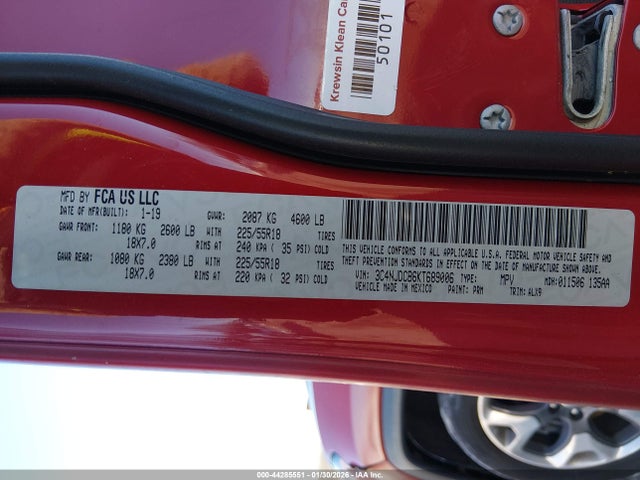 Krewsin Klean Car
50101
MFD BY FCA US LLC
DATE OF MFR(BUILT): 1-19 GVWR: 2087 KG 4600 LB
GAWR FRONT: 1180 KG 2600 LB WITH 225/55R18 TIRES
18X7.0 RIMS AT 240 KPA ( 35 PSI) COLD
GAWR REAR: 1080 KG 2380 LB WITH 225/55R18 TIRES
18X7.0 RIMS AT 220 KPA ( 32 PSI) COLD
THIS VEHICLE CONFORMS TO ALL APPLICABLE U.S.A. FEDERAL MOTOR VEHICLE SAFETY AND
THEFT PREVENTION STANDARDS IN EFFECT ON THE DATE OF MANUFACTURE SHOWN ABOVE.
VIN: 3C4NJDCB6KT689006 TYPE: MPV MDH: 011506 135AA
VEHICLE MADE IN MEXICO PAINT: PRM TRIM: ALX9
000-44285551 - 01/30/2026 - IAA Inc.